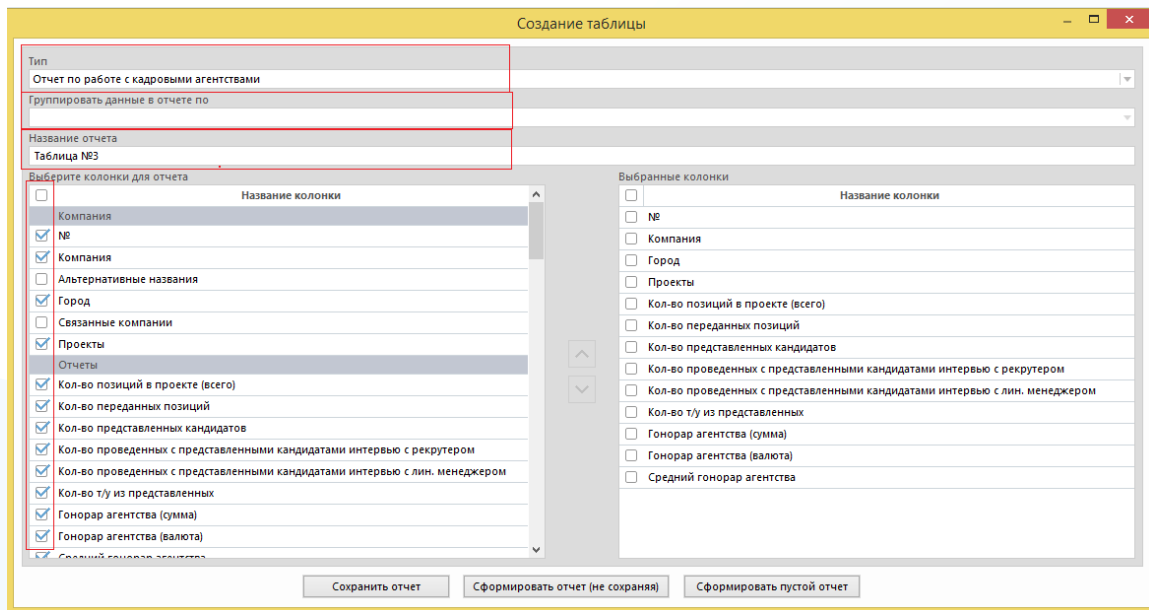 Создание таблицы
Тип
Отчет по работе с кадровыми агентствами
Группировать данные в отчете по
Название отчета
Таблица №3
Выберите колонки для отчета
Название колонки
Компания
№
Компания
Альтернативные названия
Город
Связанные компании
Проекты
Отчеты
Кол-во позиций в проекте (всего)
Кол-во переданных позиций
Кол-во представленных кандидатов
Кол-во проведенных с представленными кандидатами интервью с рекрутером
Кол-во проведенных с представленными кандидатами интервью с лин. менеджером
Кол-во т/у из представленных
Гонорар агентства (сумма)
Гонорар агентства (валюта)
Средний гонорар агентства
Выбранные колонки
Название колонки
№
Компания
Город
Проекты
Кол-во позиций в проекте (всего)
Кол-во переданных позиций
Кол-во представленных кандидатов
Кол-во проведенных с представленными кандидатами интервью с рекрутером
Кол-во проведенных с представленными кандидатами интервью с лин. менеджером
Кол-во т/у из представленных
Гонорар агентства (сумма)
Гонорар агентства (валюта)
Средний гонорар агентства
Сохранить отчет
Сформировать отчет (не сохраняя)
Сформировать пустой отчет